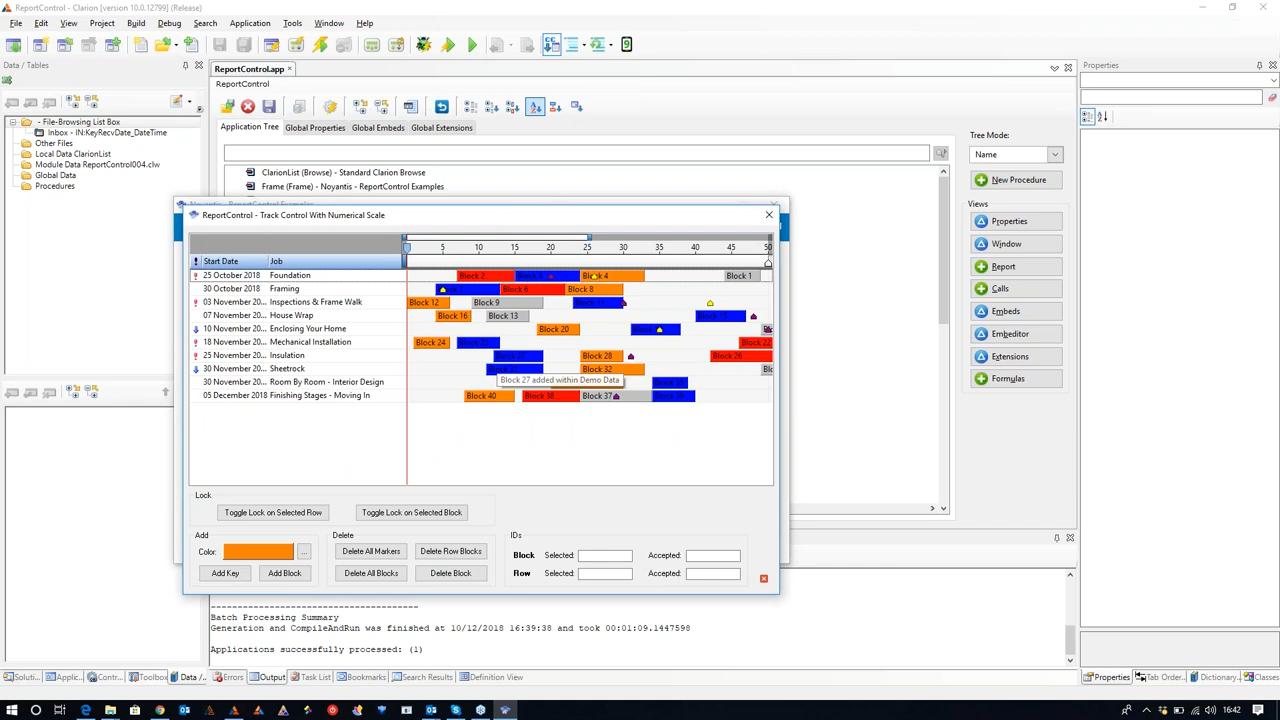 ReportControl - Clarion [version 10.0.12799] (Release)
File Edit View Project Build Debug Search Application Tools Window Help
Data / Tables
- File-Browsing List Box
Inbox - IN:KeyRecvDate_DateTime
Other Files
Local Data ClarionList
Module Data ReportControl004.clw
Global Data
Procedures
ReportControl.app
ReportControl
Application Tree Global Properties Global Embeds Global Extensions
ClarionList (Browse) - Standard Clarion Browse
Frame (Frame) - Noyantis - ReportControl Examples
Tree Mode:
Name
New Procedure
Views
Properties
Window
Report
Calls
Embeds
Embeditor
Extensions
Formulas
Properties
Noyantis - ReportControl Examples
ReportControl - Track Control With Numerical Scale
5 10 15 20 25 30 35 40 45 50
! Start Date Job
25 October 2018 Foundation Block 2 Block 4 Block 1
30 October 2018 Framing Block 6 Block 8
03 November 20... Inspections & Frame Walk Block 12 Block 9
07 November 20... House Wrap Block 16 Block 13
10 November 20... Enclosing Your Home Block 20
18 November 20... Mechanical Installation Block 24 Block 22
25 November 20... Insulation Block 28 Block 26
30 November 20... Sheetrock Block 32 Bloc
Block 27 added within Demo Data
30 November 20... Room By Room - Interior Design
05 December 2018 Finishing Stages - Moving In Block 40 Block 38 Block 37
Lock
Toggle Lock on Selected Row Toggle Lock on Selected Block
Add
Color: ...
Add Key Add Block
Delete
Delete All Markers Delete Row Blocks
Delete All Blocks Delete Block
IDs
Block Selected: Accepted:
Row Selected: Accepted:
Batch Processing Summary
Generation and CompileAndRun was finished at 10/12/2018 16:39:38 and took 00:01:09.1447598
Applications successfully processed: (1)
Soluti... Applic... Contr... Toolbox Data /... Errors Output Task List Bookmarks Search Results Definition View Properties Tab Order... Dictionary... Classes
16:42